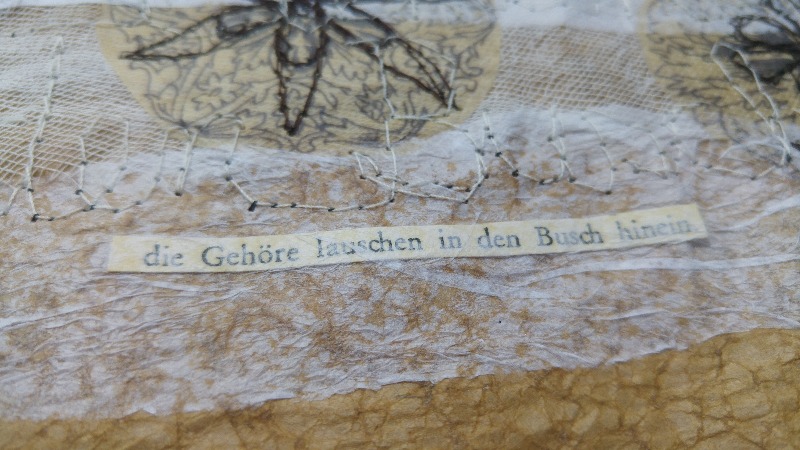 die Gehöre lauschen in den Busch hinein